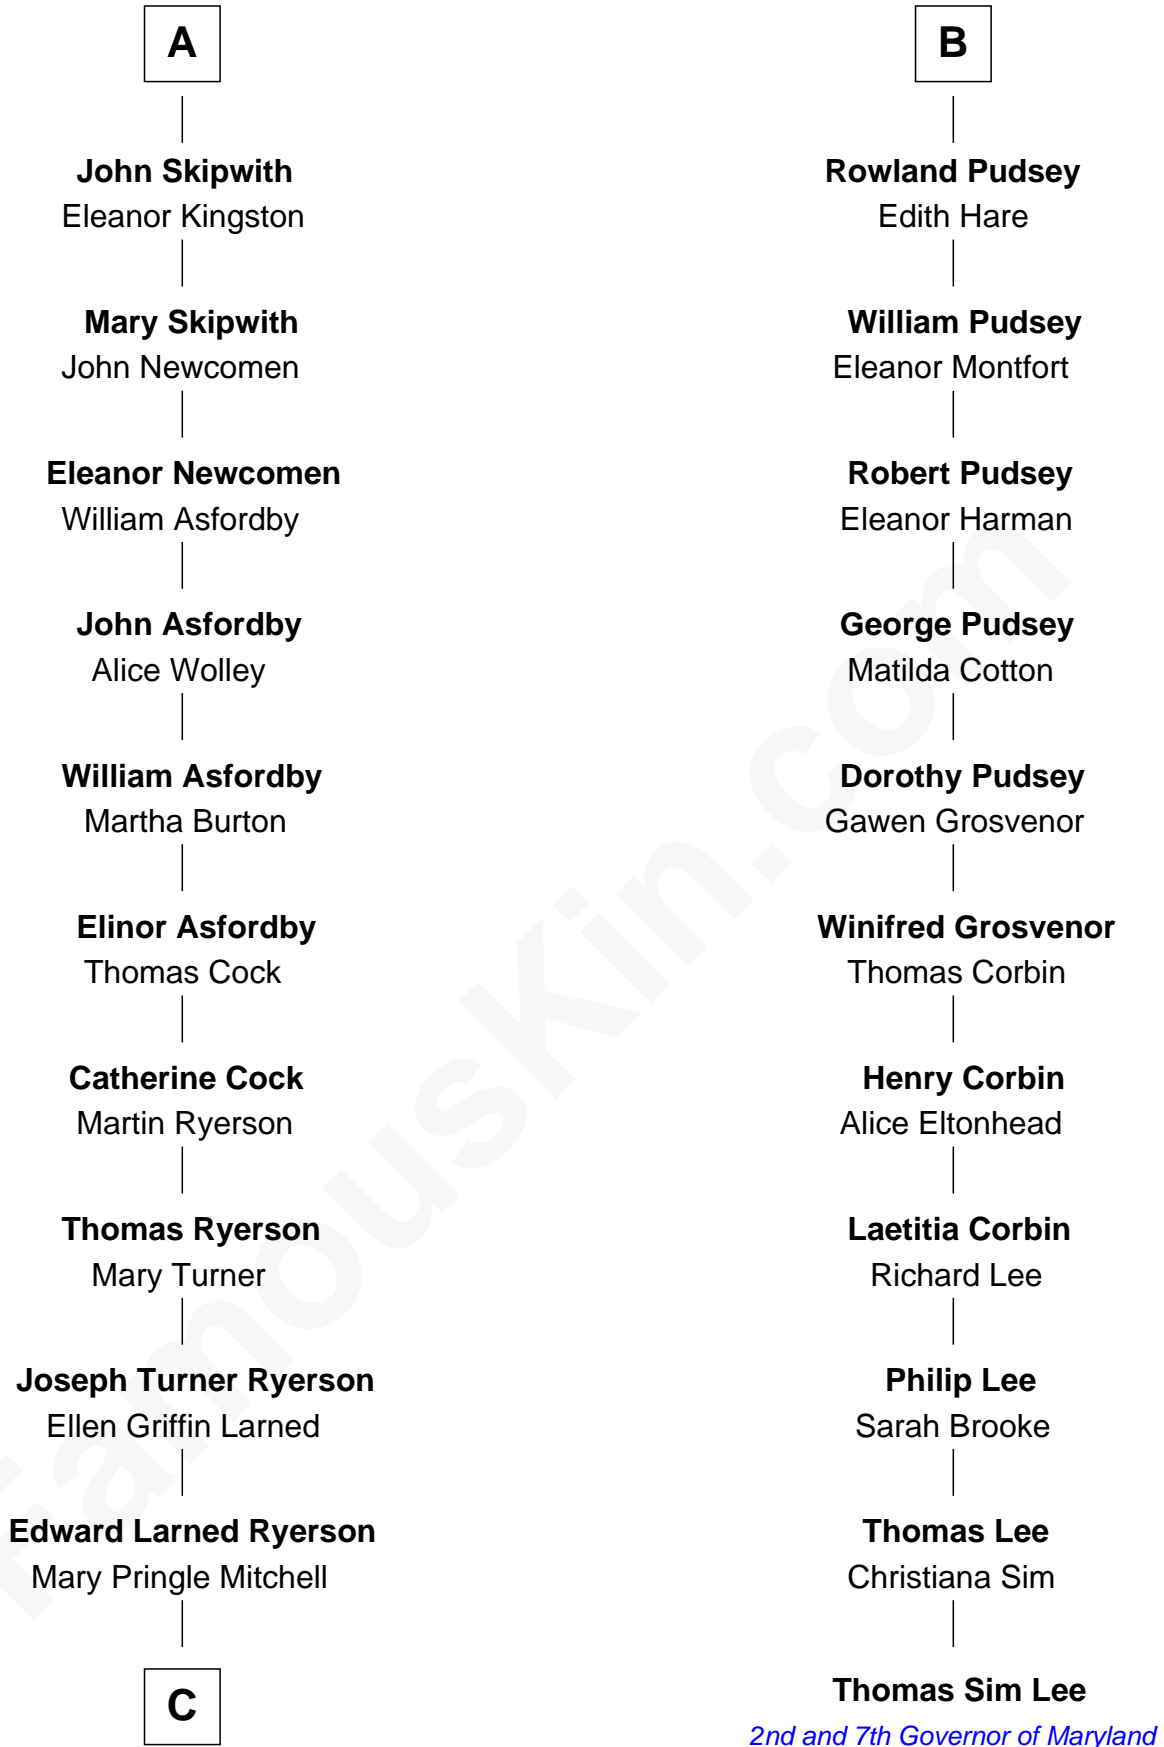 A
John Skipwith
Eleanor Kingston
Mary Skipwith
John Newcomen
Eleanor Newcomen
William Asfordby
John Asfordby
Alice Wolley
William Asfordby
Martha Burton
Elinor Asfordby
Thomas Cock
Catherine Cock
Martin Ryerson
Thomas Ryerson
Mary Turner
Joseph Turner Ryerson
Ellen Griffin Larned
Edward Larned Ryerson
Mary Pringle Mitchell
C
B
Rowland Pudsey
Edith Hare
William Pudsey
Eleanor Montfort
Robert Pudsey
Eleanor Harman
George Pudsey
Matilda Cotton
Dorothy Pudsey
Gawen Grosvenor
Winifred Grosvenor
Thomas Corbin
Henry Corbin
Alice Eltonhead
Laetitia Corbin
Richard Lee
Philip Lee
Sarah Brooke
Thomas Lee
Christiana Sim
Thomas Sim Lee
2nd and 7th Governor of Maryland
FamousKin.com